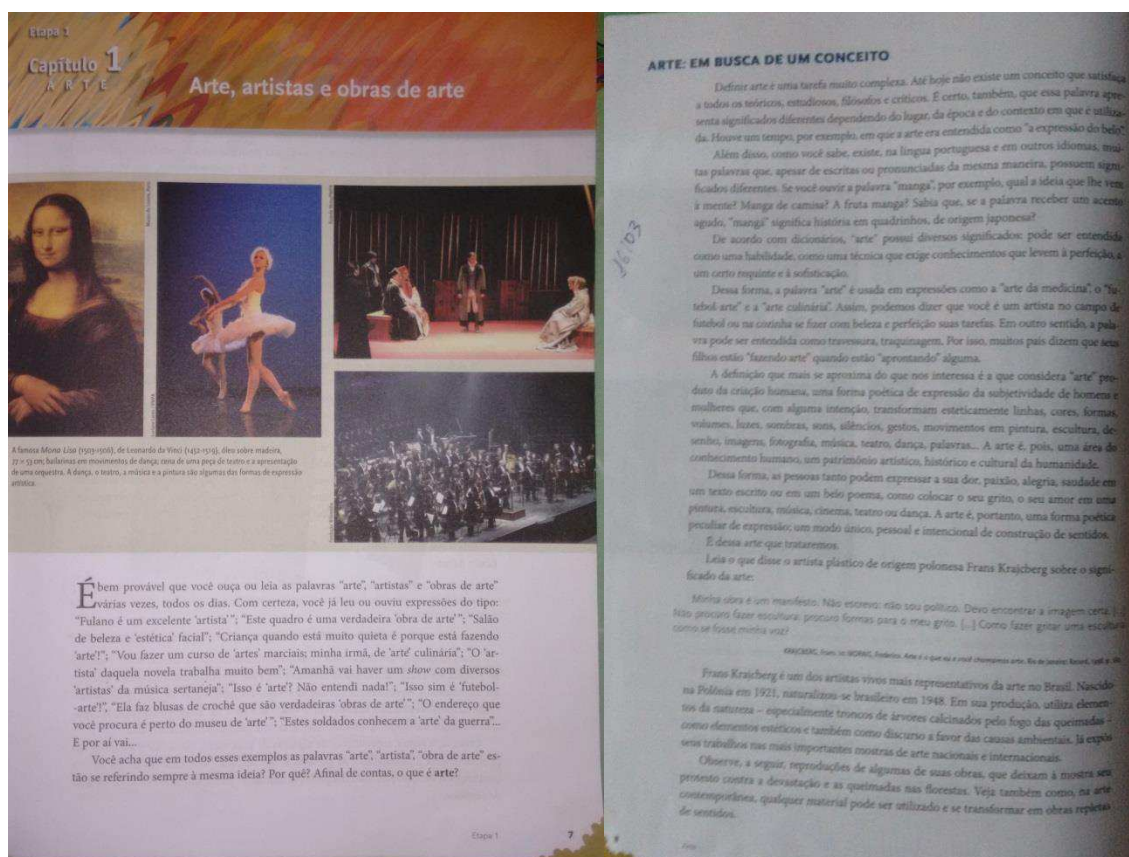 Etapa 1
Capítulo 1
ARTE
Arte, artistas e obras de arte
A famosa Mona Lisa (1503-1506), de Leonardo da Vinci (1452-1519), óleo sobre madeira,
77 × 53 cm; bailarinas em movimentos de dança; cena de uma peça de teatro e a apresentação
de uma orquestra. A dança, o teatro, a música e a pintura são algumas das formas de expressão
artística.
É bem provável que você ouça ou leia as palavras "arte", "artistas" e "obras de arte"
várias vezes, todos os dias. Com certeza, você já leu ou ouviu expressões do tipo:
"Fulano é um excelente 'artista'"; "Este quadro é uma verdadeira 'obra de arte'"; "Salão
de beleza e 'estética' facial"; "Criança quando está muito quieta é porque está fazendo
'arte'!"; "Vou fazer um curso de 'artes' marciais; minha irmã, de 'arte' culinária"; "O 'ar-
tista' daquela novela trabalha muito bem"; "Amanhã vai haver um show com diversos
'artistas' da música sertaneja"; "Isso é 'arte'? Não entendi nada!"; "Isso sim é 'futebol-
-arte'!", "Ela faz blusas de crochê que são verdadeiras 'obras de arte'"; "O endereço que
você procura é perto do museu de 'arte'"; "Estes soldados conhecem a 'arte' da guerra"...
E por aí vai...
Você acha que em todos esses exemplos as palavras "arte", "artista", "obra de arte" es-
tão se referindo sempre à mesma ideia? Por quê? Afinal de contas, o que é arte?
Etapa 1
7
ARTE: EM BUSCA DE UM CONCEITO
Definir arte é uma tarefa muito complexa. Até hoje não existe um conceito que satisfaça
a todos os teóricos, estudiosos, filósofos e críticos. É certo, também, que essa palavra apre-
senta significados diferentes dependendo do lugar, da época e do contexto em que é utiliza-
da. Houve um tempo, por exemplo, em que a arte era entendida como "a expressão do belo".
Além disso, como você sabe, existe, na língua portuguesa e em outros idiomas, mui-
tas palavras que, apesar de escritas ou pronunciadas da mesma maneira, possuem signi-
ficados diferentes. Se você ouvir a palavra "manga", por exemplo, qual a ideia que lhe vem
à mente? Manga de camisa? A fruta manga? Sabia que, se a palavra receber um acento
agudo, "mangá" significa história em quadrinhos, de origem japonesa?
26/03
De acordo com dicionários, "arte" possui diversos significados: pode ser entendida
como uma habilidade, como uma técnica que exige conhecimentos que levem à perfeição, a
um certo requinte e à sofisticação.
Dessa forma, a palavra "arte" é usada em expressões como a "arte da medicina", o "fu-
tebol arte" e a "arte culinária". Assim, podemos dizer que você é um artista no campo de
futebol ou na cozinha se fizer com beleza e perfeição suas tarefas. Em outro sentido, a pala-
vra pode ser entendida como travessura, traquinagem. Por isso, muitos pais dizem que seus
filhos estão "fazendo arte" quando estão "aprontando" alguma.
A definição que mais se aproxima do que nos interessa é a que considera "arte" pro-
duto da criação humana, uma forma poética de expressão da subjetividade de homens e
mulheres que, com alguma intenção, transformam esteticamente linhas, cores, formas,
volumes, luzes, sombras, sons, silêncios, gestos, movimentos em pintura, escultura, de-
senho, imagens, fotografia, música, teatro, dança, palavras... A arte é, pois, uma área do
conhecimento humano, um patrimônio artístico, histórico e cultural da humanidade.
Dessa forma, as pessoas tanto podem expressar a sua dor, paixão, alegria, saudade em
um texto escrito ou em um belo poema, como colocar o seu grito, o seu amor em uma
pintura, escultura, música, cinema, teatro ou dança. A arte é, portanto, uma forma poética
peculiar de expressão; um modo único, pessoal e intencional de construção de sentidos.
É dessa arte que trataremos.
Leia o que disse o artista plástico de origem polonesa Frans Krajcberg sobre o signi-
ficado da arte:
Minha obra é um manifesto. Não escrevo: não sou político. Devo encontrar a imagem certa. [...]
Não procuro fazer escultura; procuro formas para o meu grito. [...] Como fazer gritar uma escultura
como se fosse minha voz?
KRAJCBERG, Frans. In: MORAIS, Frederico. Arte é o que eu e você chamamos arte. Rio de Janeiro: Record, 1998. p.
Frans Krajcberg é um dos artistas vivos mais representativos da arte no Brasil. Nascido
na Polônia em 1921, naturalizou-se brasileiro em 1948. Em sua produção, utiliza elemen-
tos da natureza – especialmente troncos de árvores calcinados pelo fogo das queimadas –
como elementos estéticos e também como discurso a favor das causas ambientais. Já expôs
seus trabalhos nas mais importantes mostras de arte nacionais e internacionais.
Observe, a seguir, reproduções de algumas de suas obras, que deixam à mostra seu
protesto contra a devastação e as queimadas nas florestas. Veja também como, na arte
contemporânea, qualquer material pode ser utilizado e se transformar em obras repletas
de sentidos.